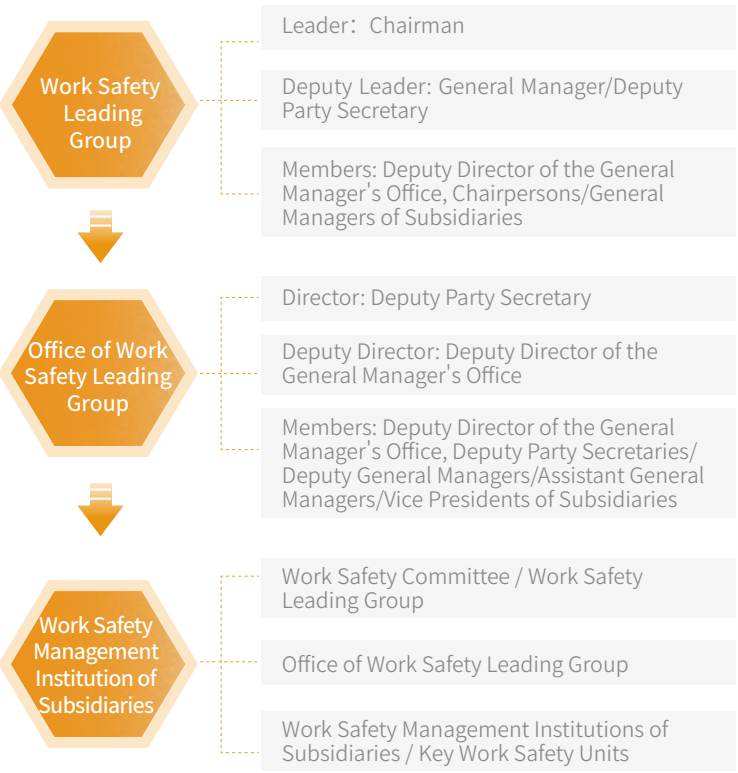 Work Safety
Leading
Group
Leader：Chairman
Deputy Leader: General Manager/Deputy
Party Secretary
Members: Deputy Director of the General
Manager's Office, Chairpersons/General
Managers of Subsidiaries
Office of Work
Safety Leading
Group
Director: Deputy Party Secretary
Deputy Director: Deputy Director of the
General Manager's Office
Members: Deputy Director of the General
Manager's Office, Deputy Party Secretaries/
Deputy General Managers/Assistant General
Managers/Vice Presidents of Subsidiaries
Work Safety
Management
Institution of
Subsidiaries
Work Safety Committee / Work Safety
Leading Group
Office of Work Safety Leading Group
Work Safety Management Institutions of
Subsidiaries / Key Work Safety Units